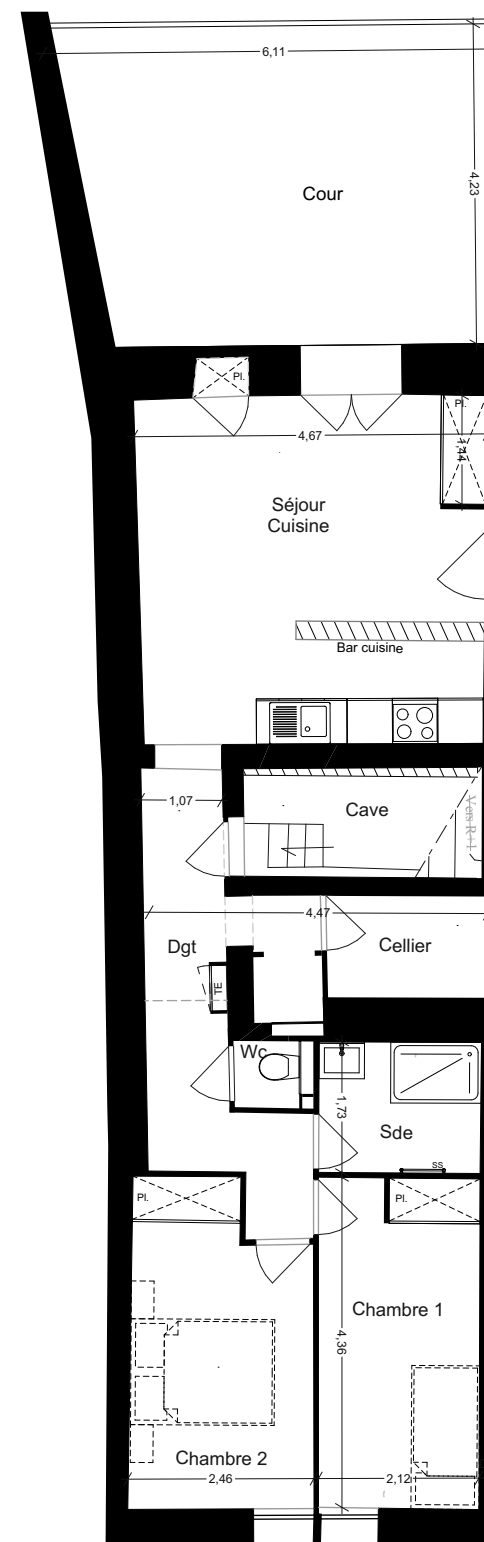 6,11
4,23
Cour
Pl.
Pl.
4,67
1,44
Séjour
Cuisine
Bar cuisine
1,07
Cave
Vers R+1
4,47
Dgt
Cellier
TE
Wc
1,73
Sde
SS
Pl.
Pl.
Chambre 1
4,36
Chambre 2
2,46
2,12